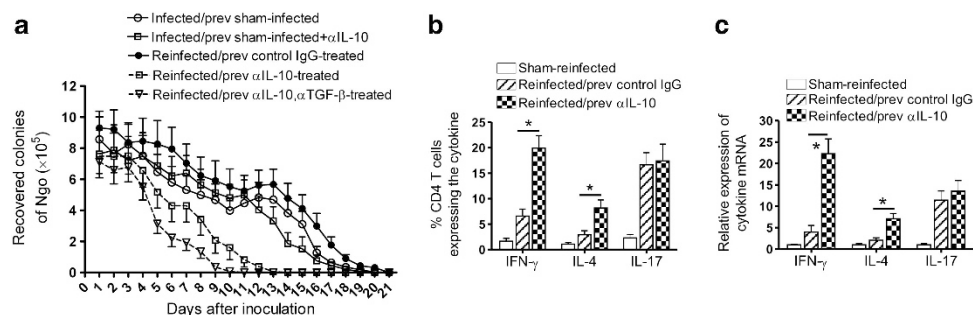 a
Infected/prev sham-infected
Infected/prev sham-infected+αIL-10
Reinfected/prev control IgG-treated
Reinfected/prev αIL-10-treated
Reinfected/prev αIL-10,αTGF-β-treated
Recovered colonies
of Ngo (×10⁵)
12
10
8
6
4
2
0
0 1 2 3 4 5 6 7 8 9 10 11 12 13 14 15 16 17 18 19 20 21
Days after inoculation
b
Sham-reinfected
Reinfected/prev control IgG
Reinfected/prev αIL-10
% CD4 T cells
expressing the cytokine
25
20
15
10
5
0
*
*
IFN-γ IL-4 IL-17
c
Sham-reinfected
Reinfected/prev control IgG
Reinfected/prev αIL-10
Relative expression of
cytokine mRNA
30
25
20
15
10
5
0
*
*
IFN-γ IL-4 IL-17